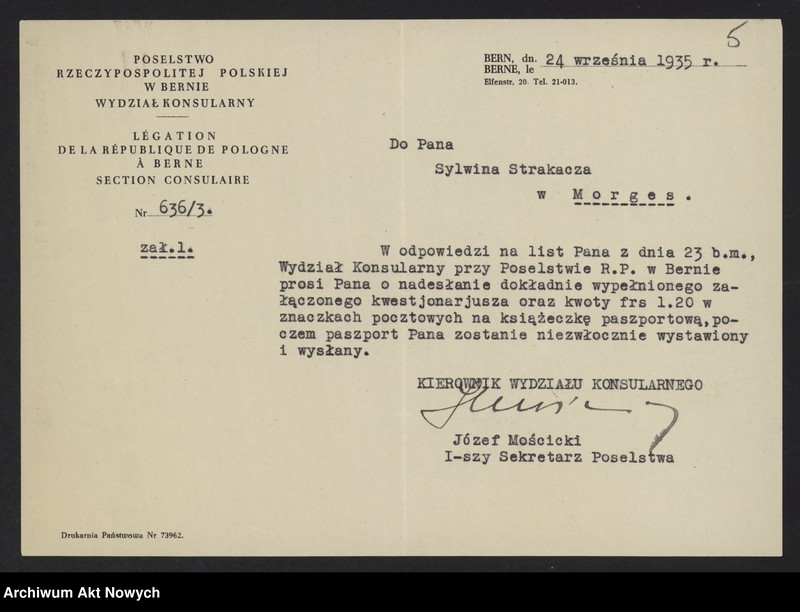 5
POSELSTWO
RZECZYPOSPOLITEJ POLSKIEJ
W BERNIE
WYDZIAŁ KONSULARNY
LÉGATION
DE LA RÉPUBLIQUE DE POLOGNE
À BERNE
SECTION CONSULAIRE
Nr 636/3.
zał.1.
BERN, dn. 24 września 1935 r.
BERNE, le
Elfenstr. 20. Tel. 21-013.
Do Pana
Sylwina Strakacza
w Morges.
W odpowiedzi na list Pana z dnia 23 b.m.,
Wydział Konsularny przy Poselstwie R.P. w Bernie
prosi Pana o nadesłanie dokładnie wypełnionego za-
łączonego kwestjonarjusza oraz kwoty frs 1.20 w
znaczkach pocztowych na książeczkę paszportową,po-
czem paszport Pana zostanie niezwłocznie wystawiony
i wysłany.
KIEROWNIK WYDZIAŁU KONSULARNEGO
Józef Mościcki
I-szy Sekretarz Poselstwa
Drukarnia Państwowa Nr 73962.
Archiwum Akt Nowych